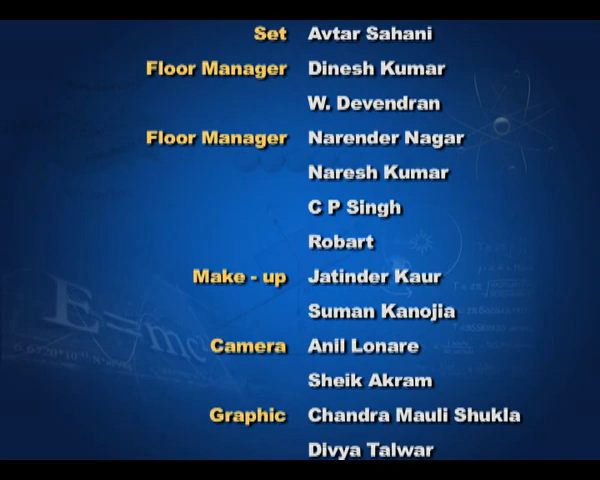 Set Avtar Sahani
Floor Manager Dinesh Kumar
W. Devendran
Floor Manager Narender Nagar
Naresh Kumar
C P Singh
Robart
Make - up Jatinder Kaur
Suman Kanojia
Camera Anil Lonare
Sheik Akram
Graphic Chandra Mauli Shukla
Divya Talwar
E=mc